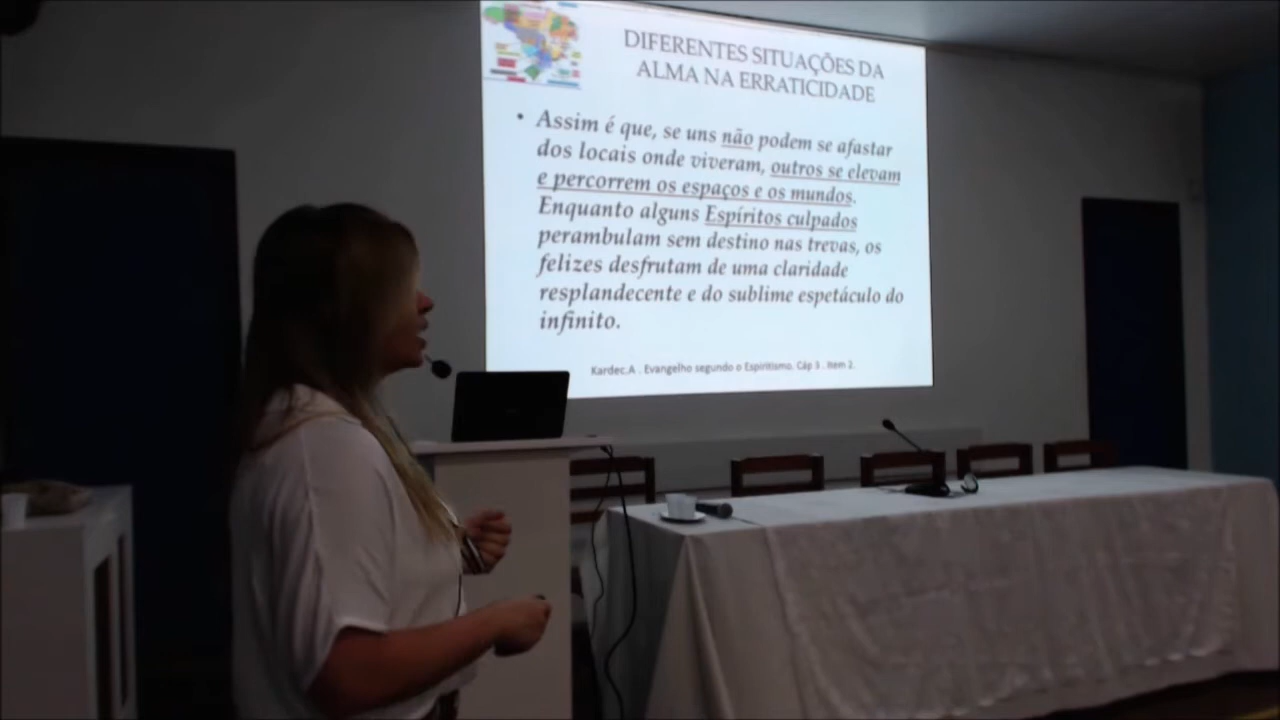 DIFERENTES SITUAÇÕES DA
ALMA NA ERRATICIDADE
• Assim é que, se uns não podem se afastar
dos locais onde viveram, outros se elevam
e percorrem os espaços e os mundos.
Enquanto alguns Espíritos culpados
perambulam sem destino nas trevas, os
felizes desfrutam de uma claridade
resplandecente e do sublime espetáculo do
infinito.
Kardec.A . Evangelho segundo o Espiritismo. Cáp 3 . Item 2.